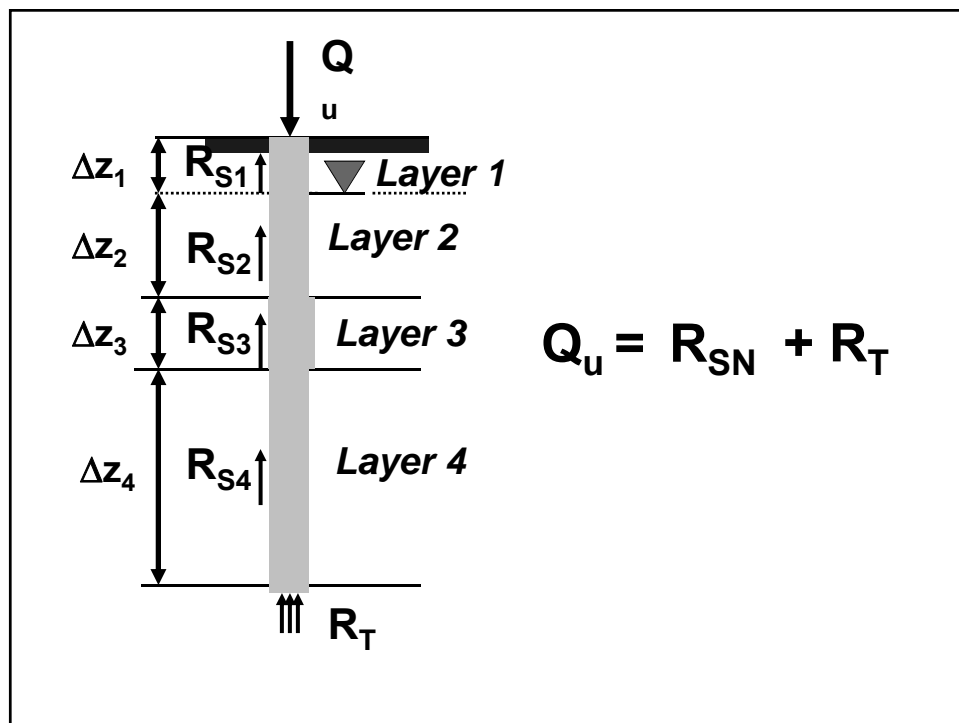 Q
u
Δz1
RS1
Layer 1
Δz2
RS2
Layer 2
Δz3
RS3
Layer 3
Qu = RSN + RT
Δz4
RS4
Layer 4
RT